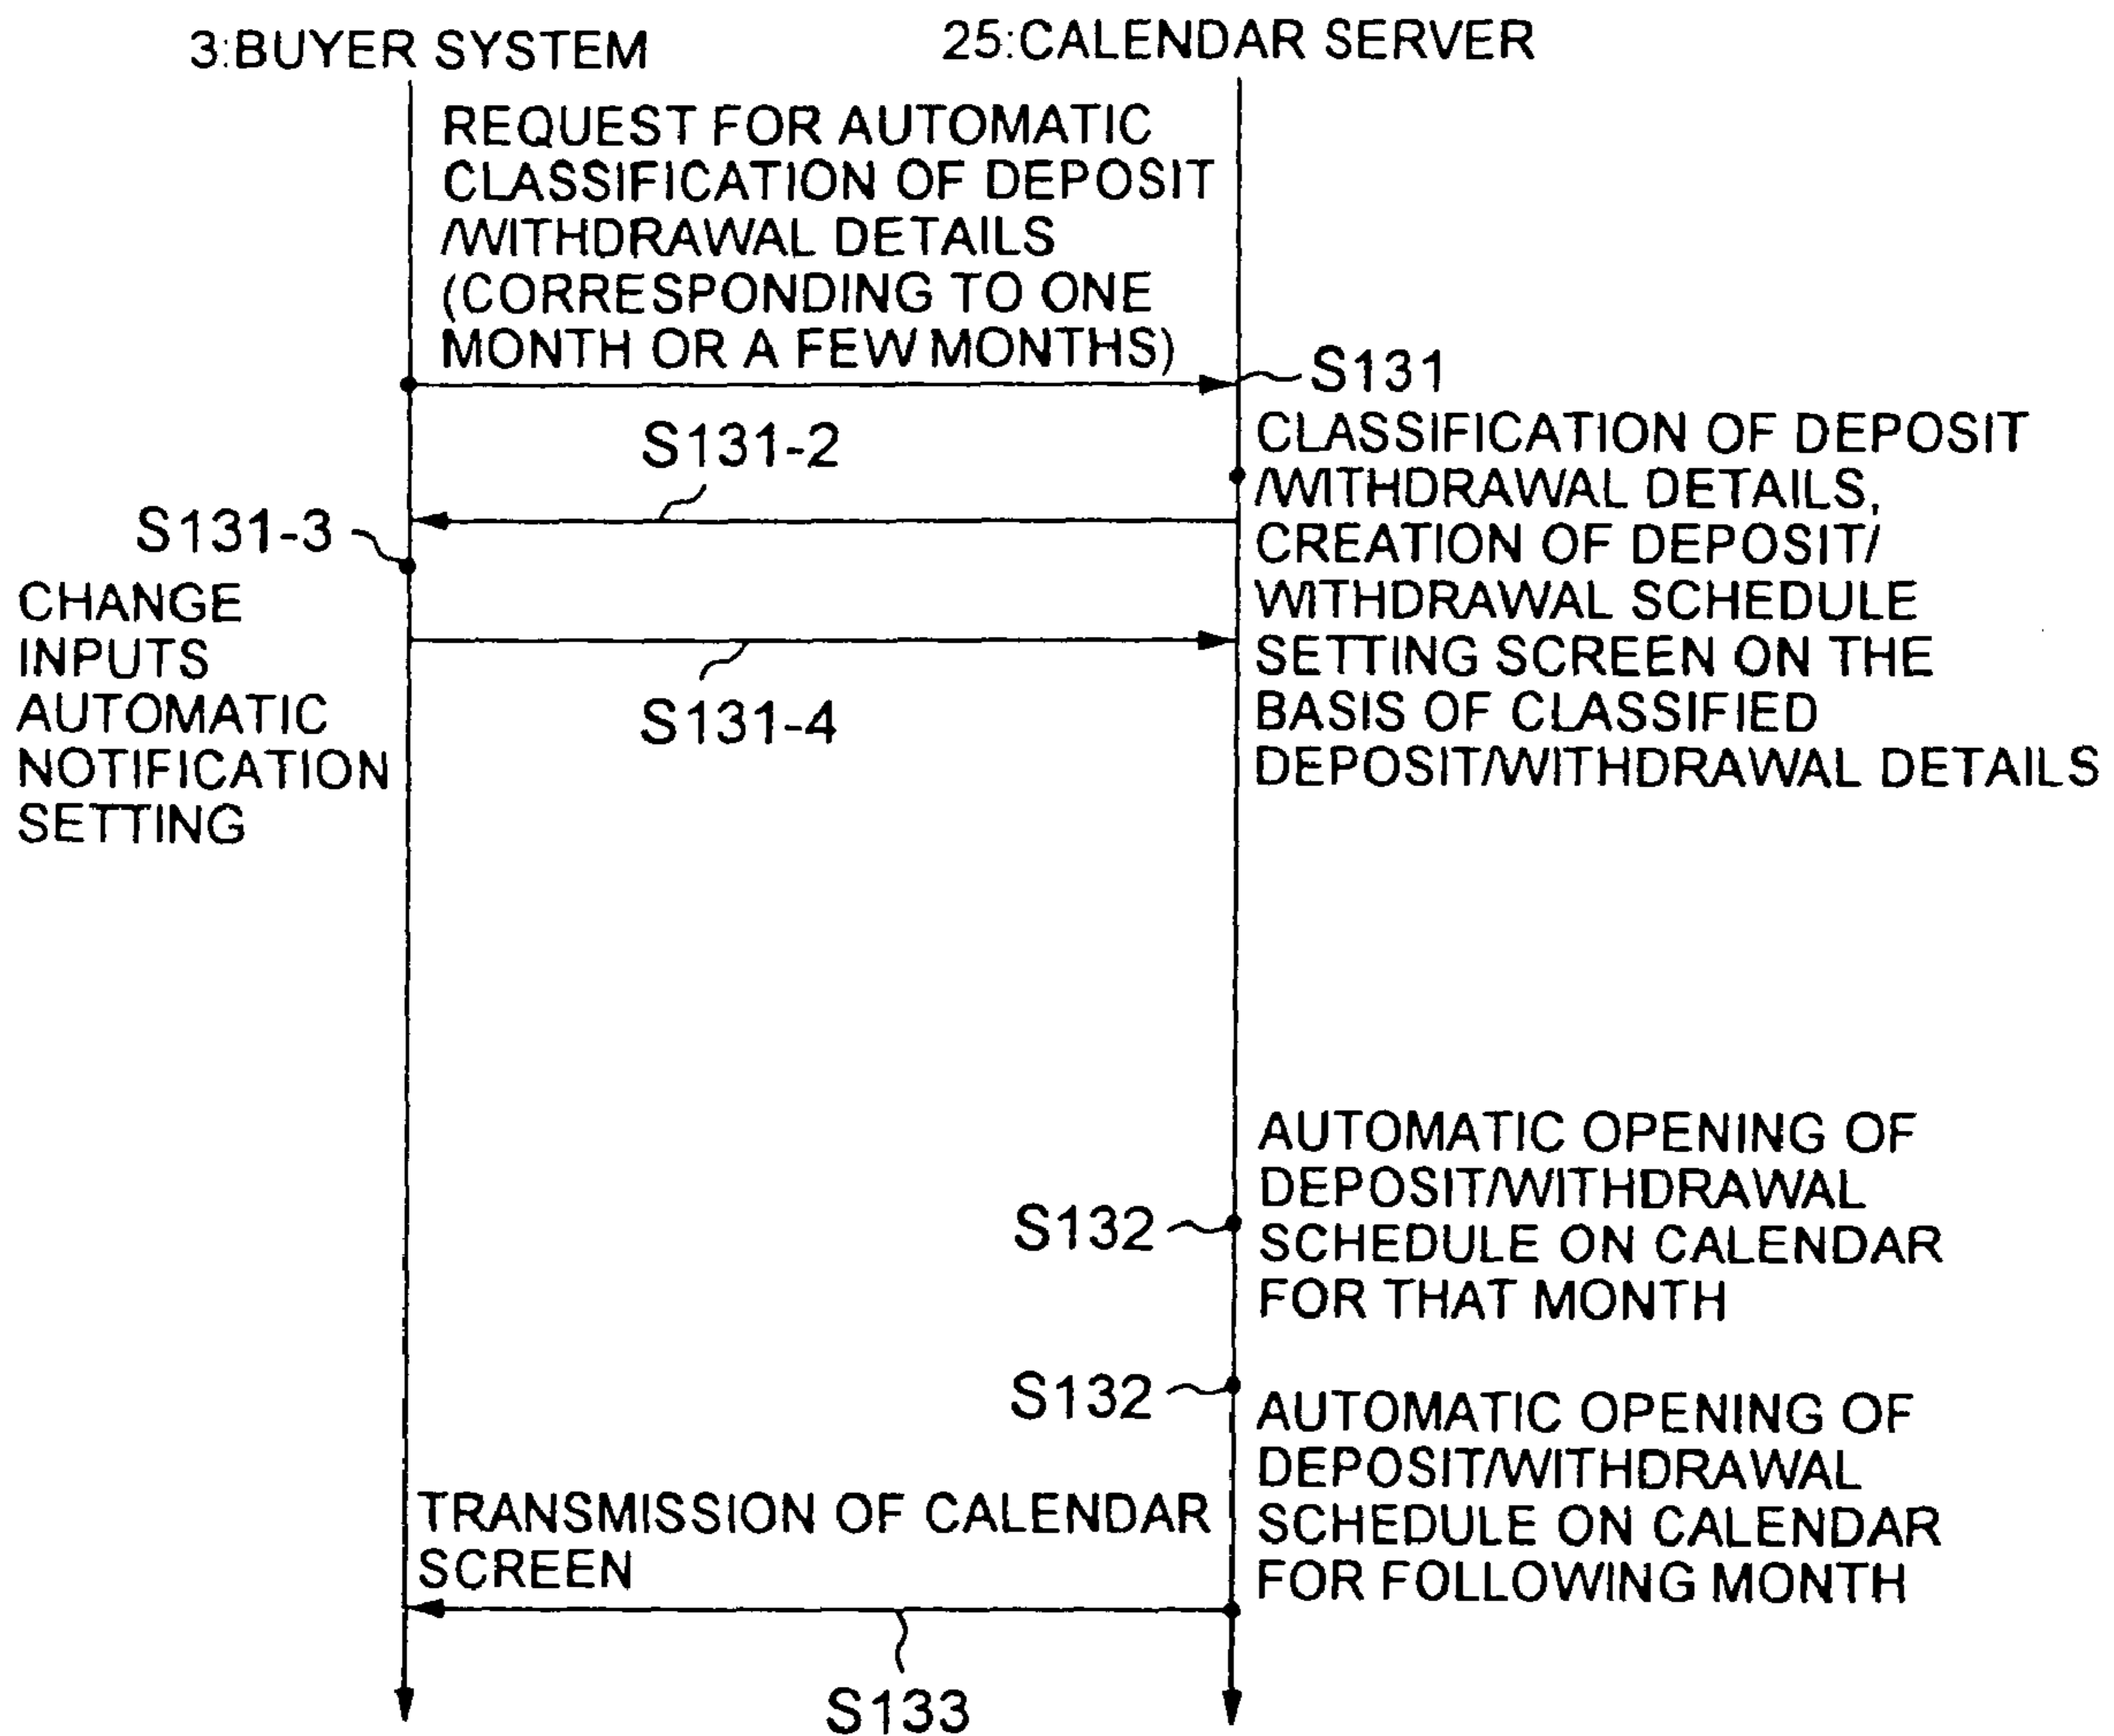 3:BUYER SYSTEM
25:CALENDAR SERVER
REQUEST FOR AUTOMATIC
CLASSIFICATION OF DEPOSIT
/WITHDRAWAL DETAILS
(CORRESPONDING TO ONE
MONTH OR A FEW MONTHS)
S131
CLASSIFICATION OF DEPOSIT
/WITHDRAWAL DETAILS,
CREATION OF DEPOSIT/
WITHDRAWAL SCHEDULE
SETTING SCREEN ON THE
BASIS OF CLASSIFIED
DEPOSIT/WITHDRAWAL DETAILS
S131-2
S131-3
CHANGE
INPUTS
AUTOMATIC
NOTIFICATION
SETTING
S131-4
S132
AUTOMATIC OPENING OF
DEPOSIT/WITHDRAWAL
SCHEDULE ON CALENDAR
FOR THAT MONTH
S132
AUTOMATIC OPENING OF
DEPOSIT/WITHDRAWAL
SCHEDULE ON CALENDAR
FOR FOLLOWING MONTH
TRANSMISSION OF CALENDAR
SCREEN
S133